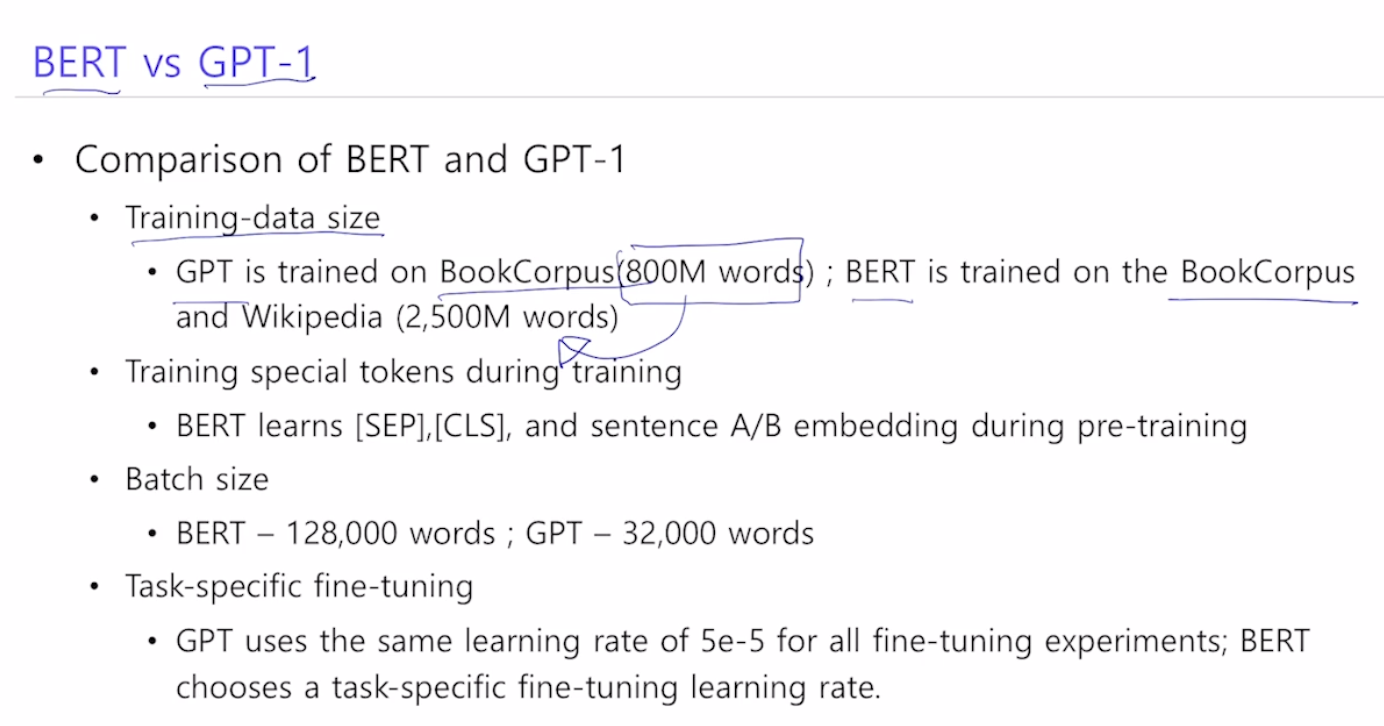 BERT vs GPT-1
• Comparison of BERT and GPT-1
• Training-data size
• GPT is trained on BookCorpus(800M words) ; BERT is trained on the BookCorpus
and Wikipedia (2,500M words)
• Training special tokens during training
• BERT learns [SEP],[CLS], and sentence A/B embedding during pre-training
• Batch size
• BERT – 128,000 words ; GPT – 32,000 words
• Task-specific fine-tuning
• GPT uses the same learning rate of 5e-5 for all fine-tuning experiments; BERT
chooses a task-specific fine-tuning learning rate.